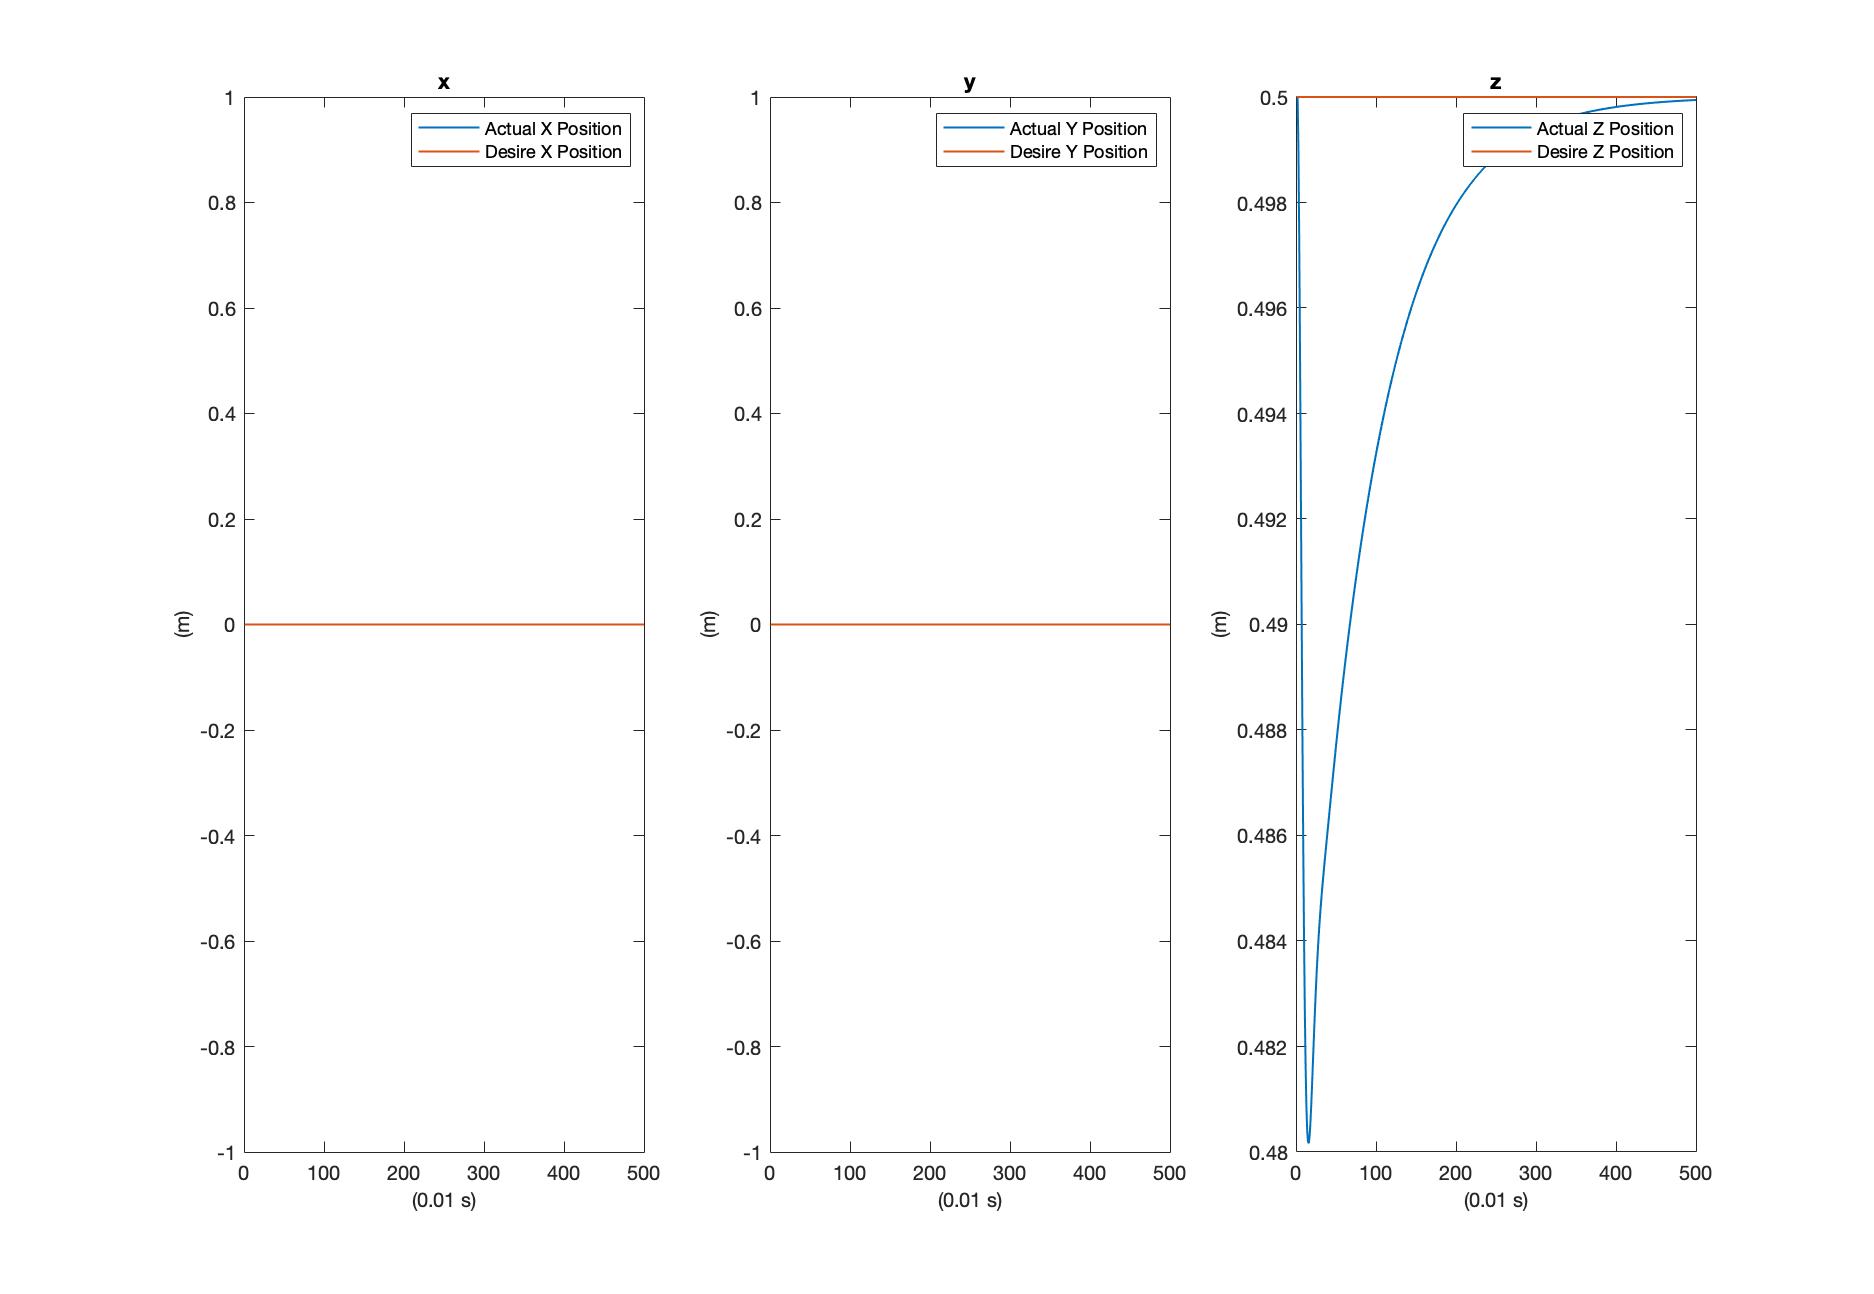 x
Actual X Position
Desire X Position
1
0.8
0.6
0.4
0.2
0
-0.2
-0.4
-0.6
-0.8
-1
(m)
0 100 200 300 400 500
(0.01 s)
y
Actual Y Position
Desire Y Position
1
0.8
0.6
0.4
0.2
0
-0.2
-0.4
-0.6
-0.8
-1
(m)
0 100 200 300 400 500
(0.01 s)
z
Actual Z Position
Desire Z Position
0.5
0.498
0.496
0.494
0.492
0.49
0.488
0.486
0.484
0.482
0.48
(m)
0 100 200 300 400 500
(0.01 s)